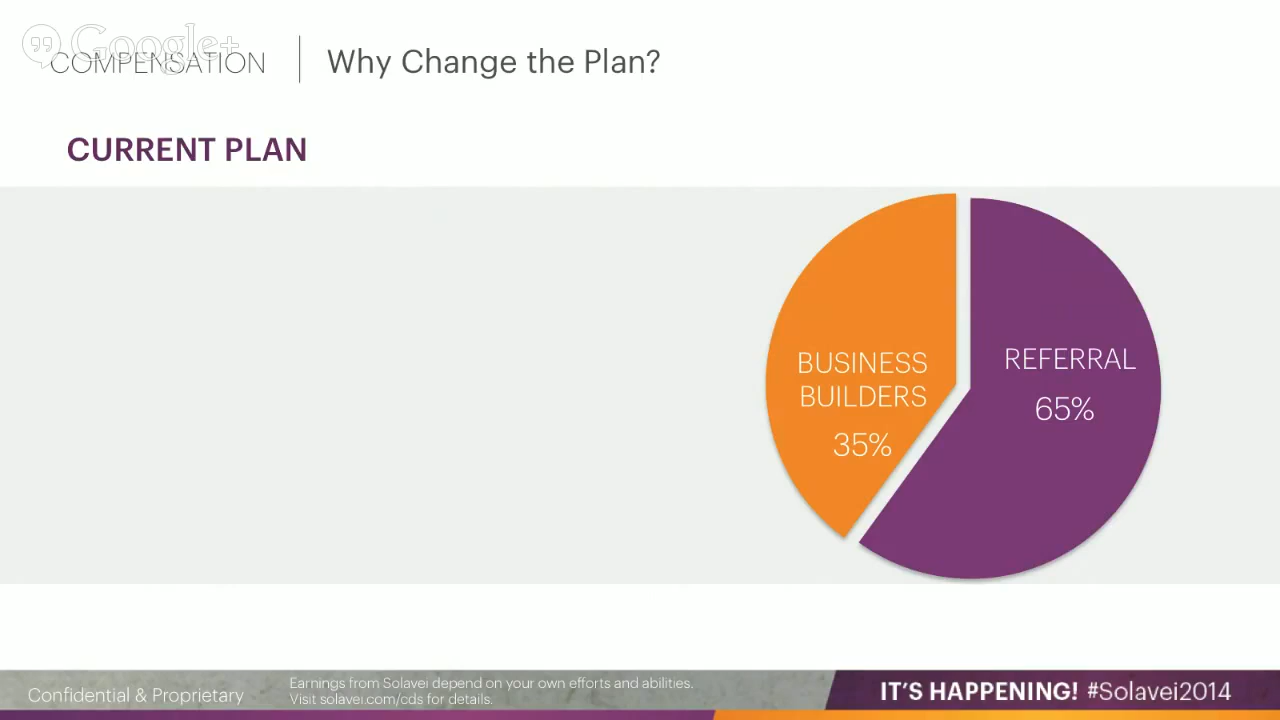 Google+
COMPENSATION
Why Change the Plan?
CURRENT PLAN
BUSINESS
BUILDERS
35%
REFERRAL
65%
Confidential & Proprietary
Earnings from Solavei depend on your own efforts and abilities.
Visit solavei.com/cds for details.
IT'S HAPPENING! #Solavei2014